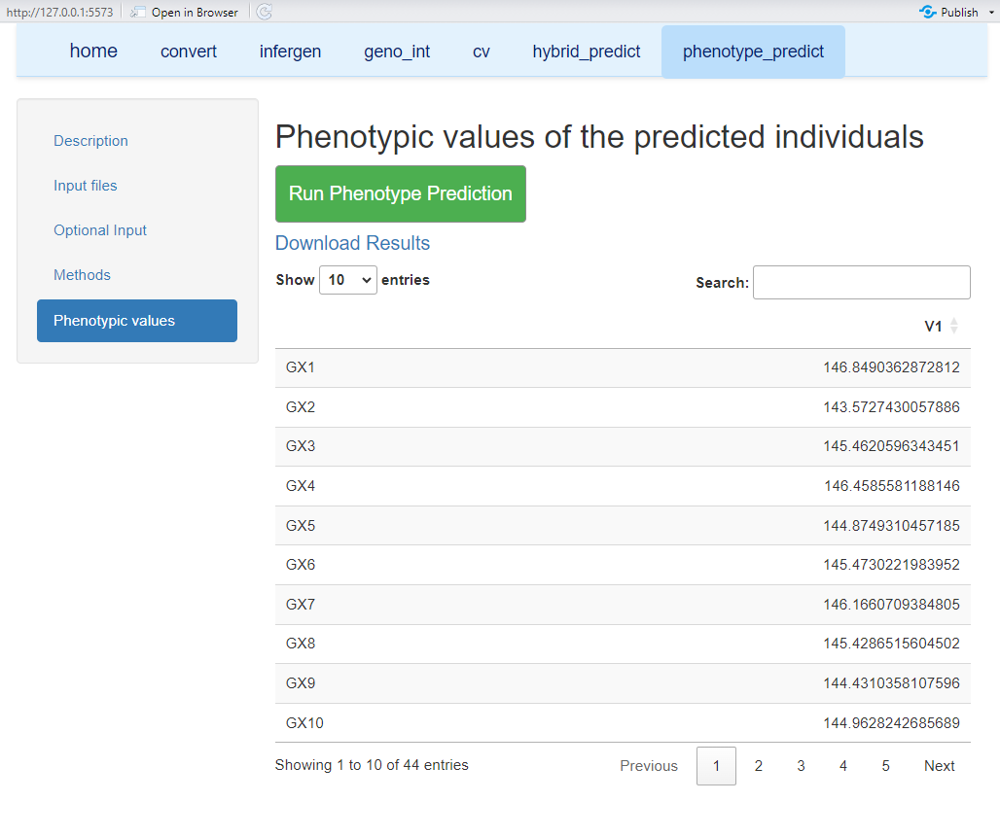 http://127.0.0.1:5573 Open in Browser Publish
home convert infergen geno_int cv hybrid_predict phenotype_predict
Description
Input files
Optional Input
Methods
Phenotypic values
Phenotypic values of the predicted individuals
Run Phenotype Prediction
Download Results
Show 10 entries Search:
V1
GX1 146.8490362872812
GX2 143.5727430057886
GX3 145.4620596343451
GX4 146.4585581188146
GX5 144.8749310457185
GX6 145.4730221983952
GX7 146.1660709384805
GX8 145.4286515604502
GX9 144.4310358107596
GX10 144.9628242685689
Showing 1 to 10 of 44 entries Previous 1 2 3 4 5 Next